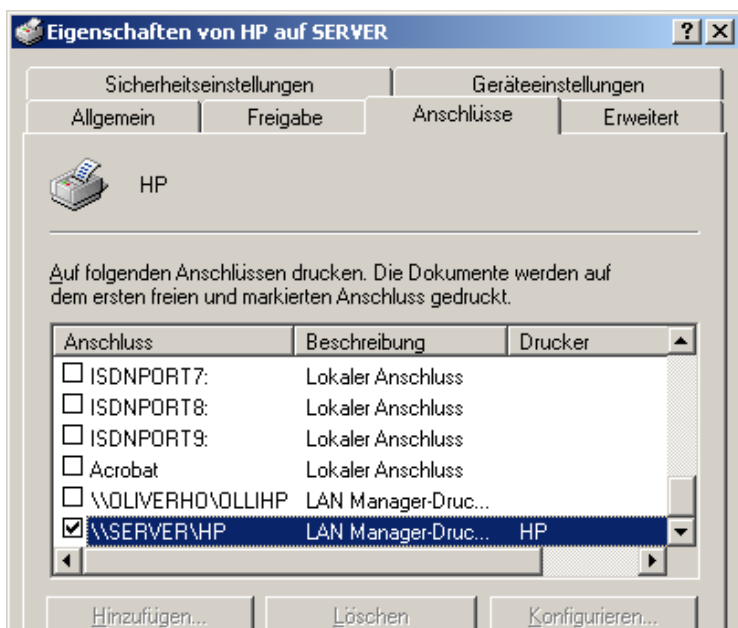 Eigenschaften von HP auf SERVER
Sicherheitseinstellungen Geräteeinstellungen
Allgemein Freigabe Anschlüsse Erweitert
HP
Auf folgenden Anschlüssen drucken. Die Dokumente werden auf
dem ersten freien und markierten Anschluss gedruckt.
Anschluss Beschreibung Drucker
ISDNPORT7: Lokaler Anschluss
ISDNPORT8: Lokaler Anschluss
ISDNPORT9: Lokaler Anschluss
Acrobat Lokaler Anschluss
\\OLIVERHO\OLLIHP LAN Manager-Druc...
\\SERVER\HP LAN Manager-Druc... HP
Hinzufügen... Löschen Konfigurieren...